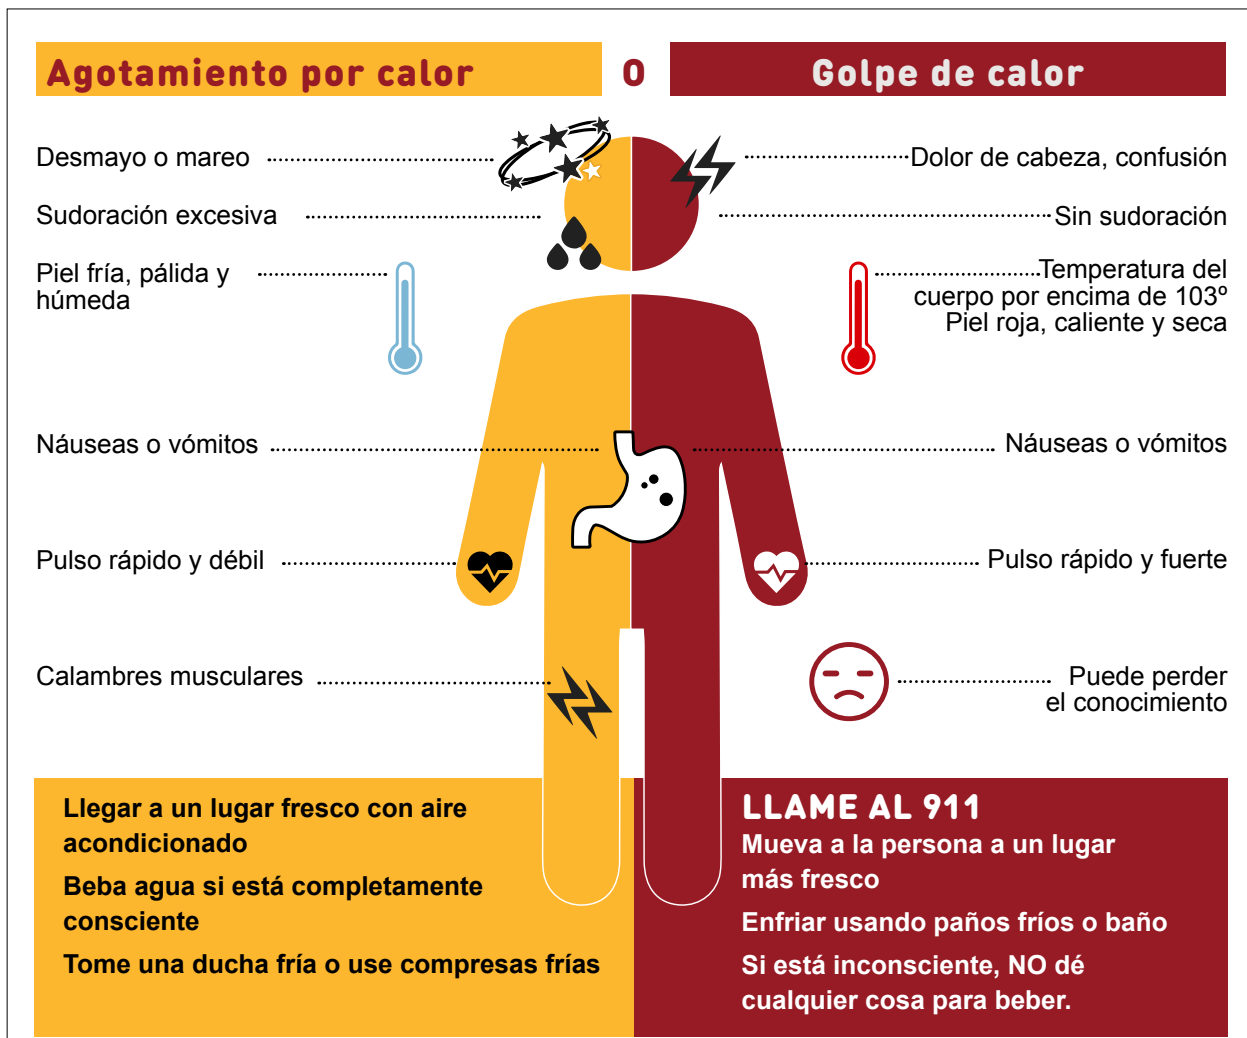 Agotamiento por calor
O
Golpe de calor
Desmayo o mareo
Sudoración excesiva
Piel fría, pálida y
húmeda
Náuseas o vómitos
Pulso rápido y débil
Calambres musculares
Dolor de cabeza, confusión
Sin sudoración
Temperatura del
cuerpo por encima de 103º
Piel roja, caliente y seca
Náuseas o vómitos
Pulso rápido y fuerte
Puede perder
el conocimiento
Llegar a un lugar fresco con aire
acondicionado
Beba agua si está completamente
consciente
Tome una ducha fría o use compresas frías
LLAME AL 911
Mueva a la persona a un lugar
más fresco
Enfriar usando paños fríos o baño
Si está inconsciente, NO dé
cualquier cosa para beber.